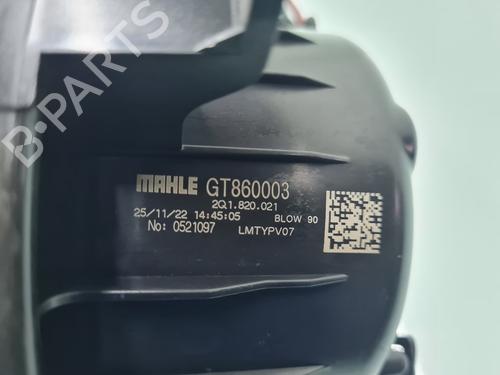 B-PARTS
MAHLE GT860003
2Q1.820.021
25/11/22 14:45:05 BLOW 90
No: 0521097 LMTYPV07